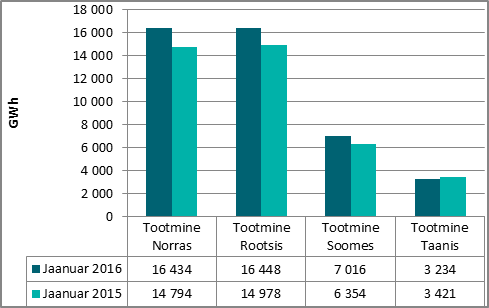 18 000
16 000
14 000
12 000
10 000
8 000
6 000
4 000
2 000
0
GWh
Tootmine Norras
Tootmine Rootsis
Tootmine Soomes
Tootmine Taanis
Jaanuar 2016 16 434 16 448 7 016 3 234
Jaanuar 2015 14 794 14 978 6 354 3 421